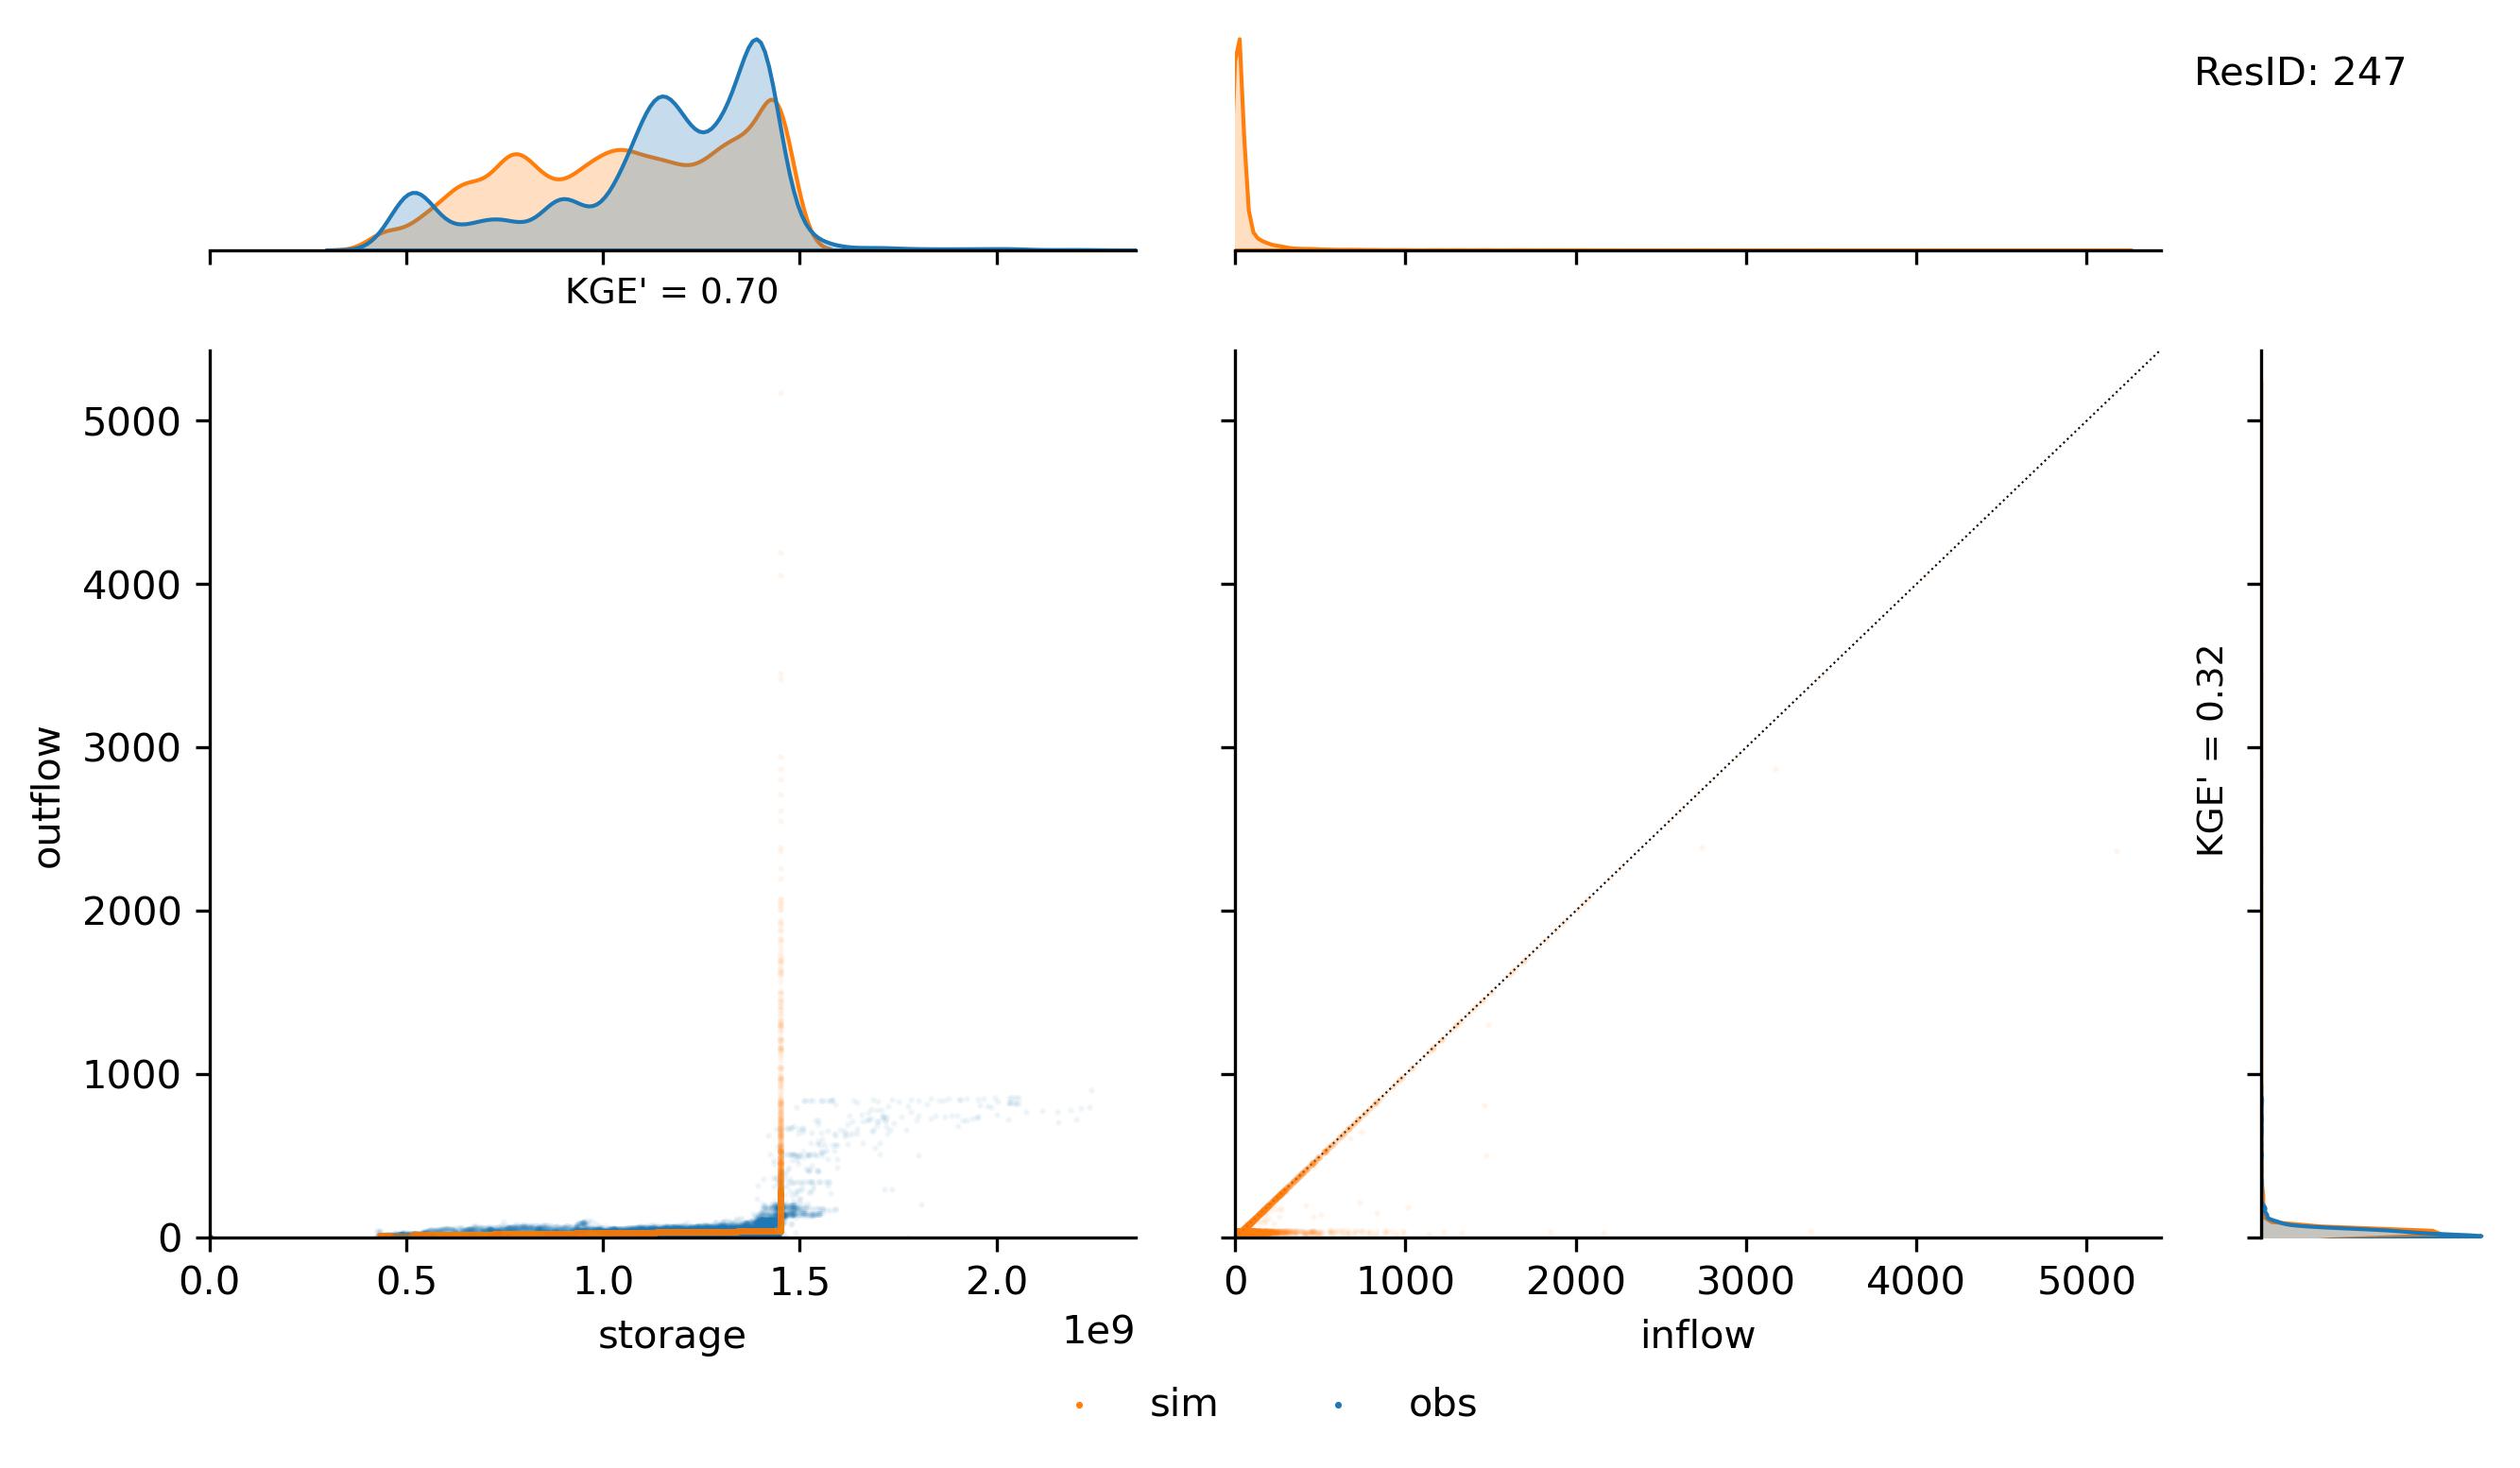 ResID: 247
KGE' = 0.70
5000
4000
3000
2000
1000
0
outflow
KGE' = 0.32
0.0 0.5 1.0 1.5 2.0
0 1000 2000 3000 4000 5000
1e9
storage
inflow
sim obs